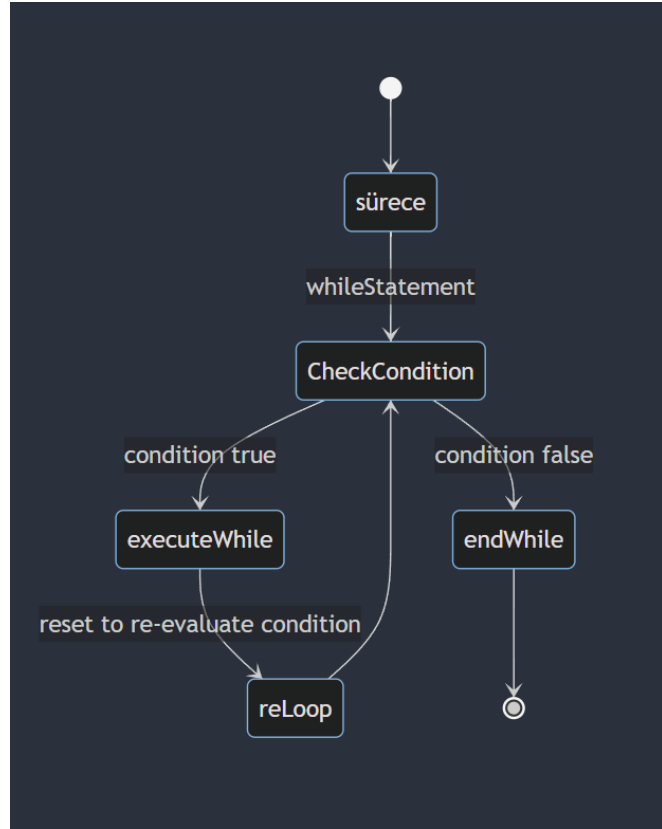 sürece
whileStatement
CheckCondition
condition true
condition false
executeWhile
endWhile
reset to re-evaluate condition
reLoop